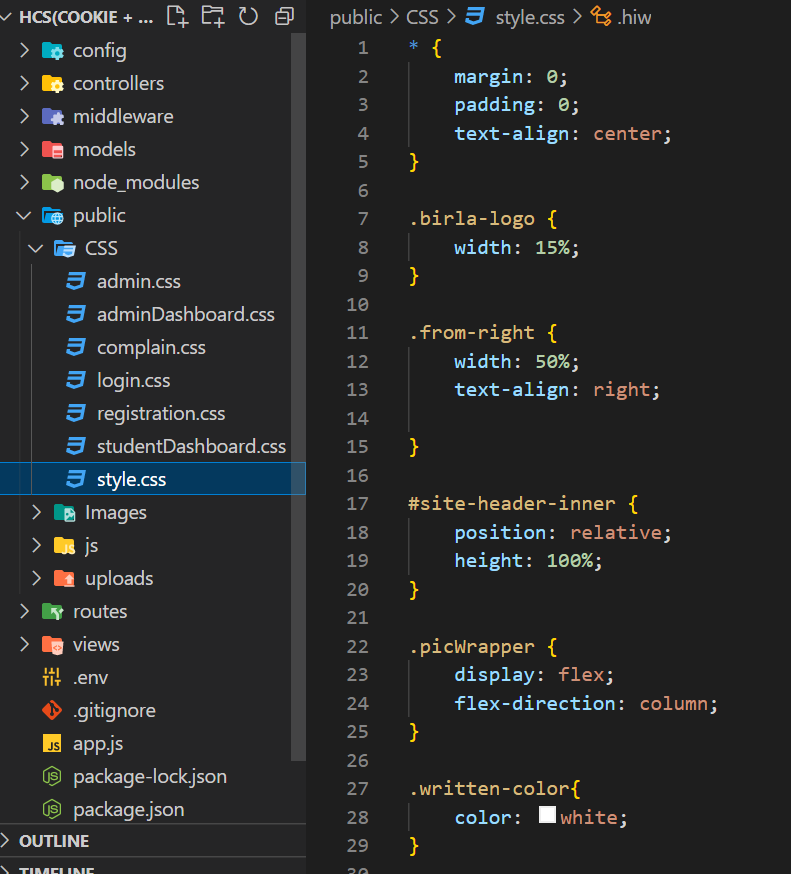 HCS(COOKIE + ...
config
controllers
middleware
models
node_modules
public
CSS
admin.css
adminDashboard.css
complain.css
login.css
registration.css
studentDashboard.css
style.css
Images
js
uploads
routes
views
.env
.gitignore
JS app.js
package-lock.json
package.json
OUTLINE
TIMELINE
public > CSS > style.css > .hiw
1 * {
2 margin: 0;
3 padding: 0;
4 text-align: center;
5 }
6
7 .birla-logo {
8 width: 15%;
9 }
10
11 .from-right {
12 width: 50%;
13 text-align: right;
14
15 }
16
17 #site-header-inner {
18 position: relative;
19 height: 100%;
20 }
21
22 .picWrapper {
23 display: flex;
24 flex-direction: column;
25 }
26
27 .written-color{
28 color: white;
29 }
30